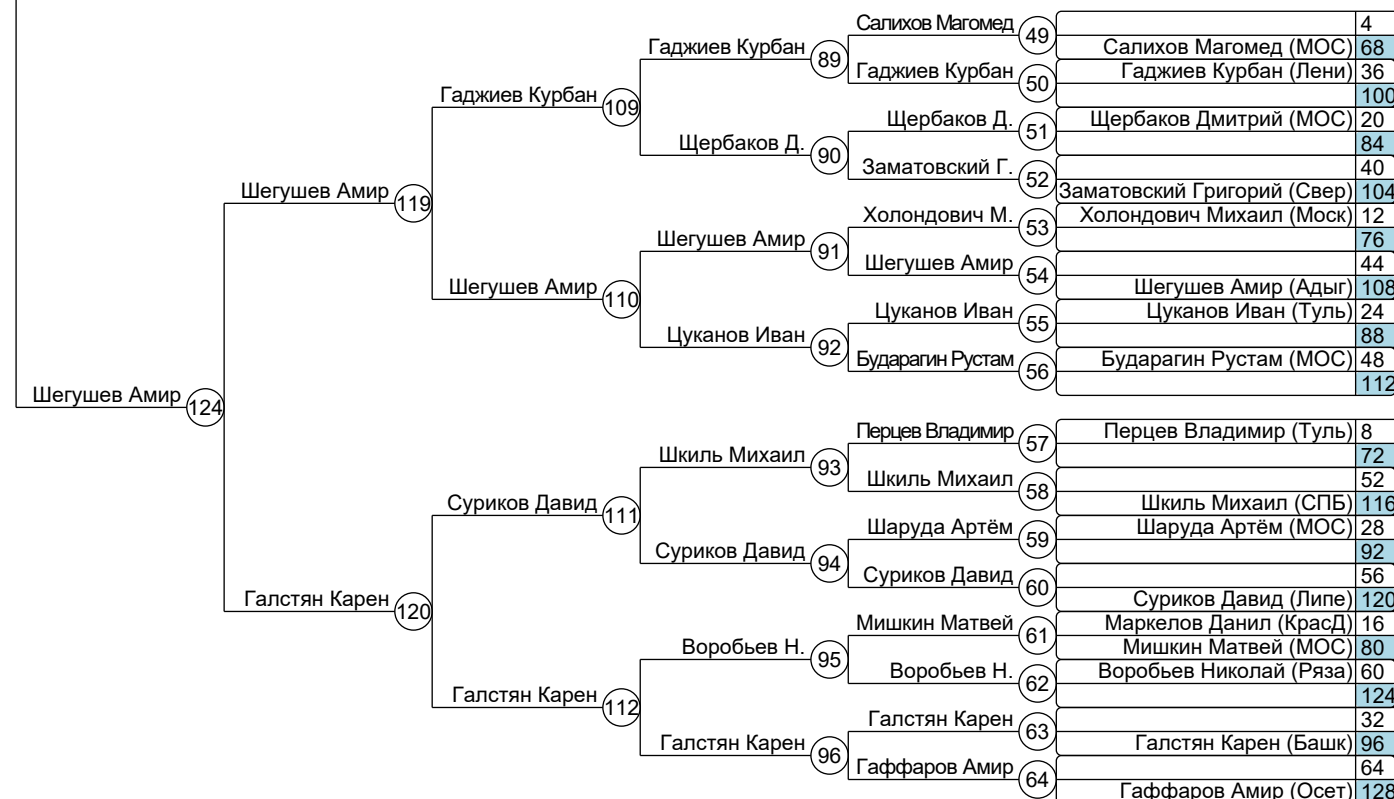 Салихов Магомед 49 4
Гаджиев Курбан 89 Салихов Магомед (МОС) 68
Гаджиев Курбан 50 Гаджиев Курбан (Лени) 36
Гаджиев Курбан 109 100
Щербаков Д. 51 Щербаков Дмитрий (МОС) 20
Щербаков Д. 90 84
Заматовский Г. 52 40
Шегушев Амир 119 Заматовский Григорий (Свер) 104
Холондович М. 53 Холондович Михаил (Моск) 12
Шегушев Амир 91 76
Шегушев Амир 54 44
Шегушев Амир 110 Шегушев Амир (Адыг) 108
Цуканов Иван 55 Цуканов Иван (Туль) 24
Цуканов Иван 92 88
Бударагин Рустам 56 Бударагин Рустам (МОС) 48
112
Шегушев Амир 124
Перцев Владимир 57 Перцев Владимир (Туль) 8
Шкиль Михаил 93 72
Шкиль Михаил 58 52
Суриков Давид 111 Шкиль Михаил (СПБ) 116
Шаруда Артём 59 Шаруда Артём (МОС) 28
Суриков Давид 94 92
Суриков Давид 60 56
Галстян Карен 120 Суриков Давид (Липе) 120
Мишкин Матвей 61 Маркелов Данил (КрасД) 16
Воробьев Н. 95 Мишкин Матвей (МОС) 80
Воробьев Н. 62 Воробьев Николай (Ряза) 60
Галстян Карен 112 124
Галстян Карен 63 32
Галстян Карен 96 Галстян Карен (Башк) 96
Гаффаров Амир 64 64
Гаффаров Амир (Осет) 128